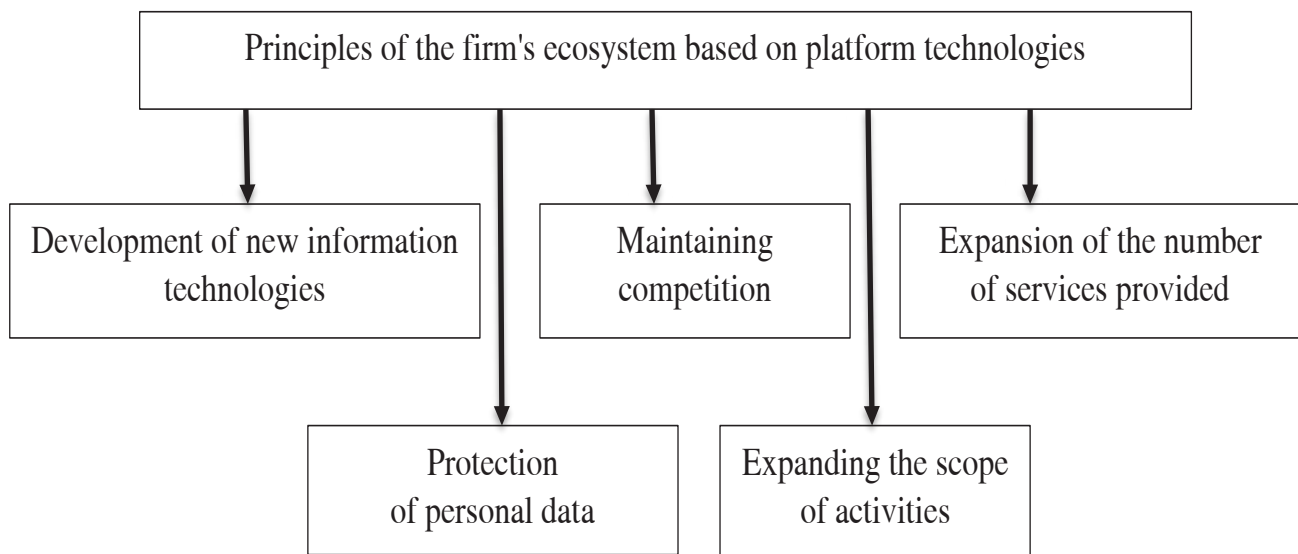 Principles of the firm's ecosystem based on platform technologies
Development of new information
technologies
Maintaining
competition
Expansion of the number
of services provided
Protection
of personal data
Expanding the scope
of activities